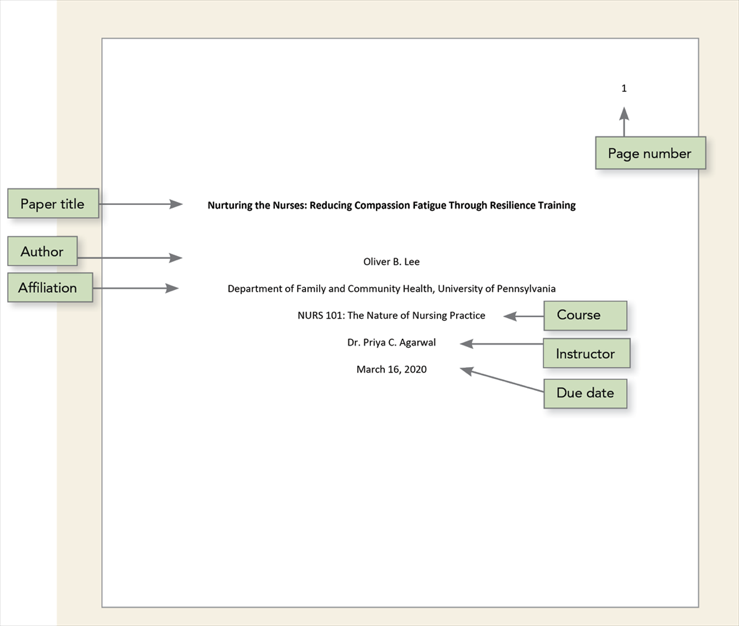 1
Page number
Paper title
Nurturing the Nurses: Reducing Compassion Fatigue Through Resilience Training
Author
Oliver B. Lee
Affiliation
Department of Family and Community Health, University of Pennsylvania
NURS 101: The Nature of Nursing Practice
Course
Dr. Priya C. Agarwal
Instructor
March 16, 2020
Due date